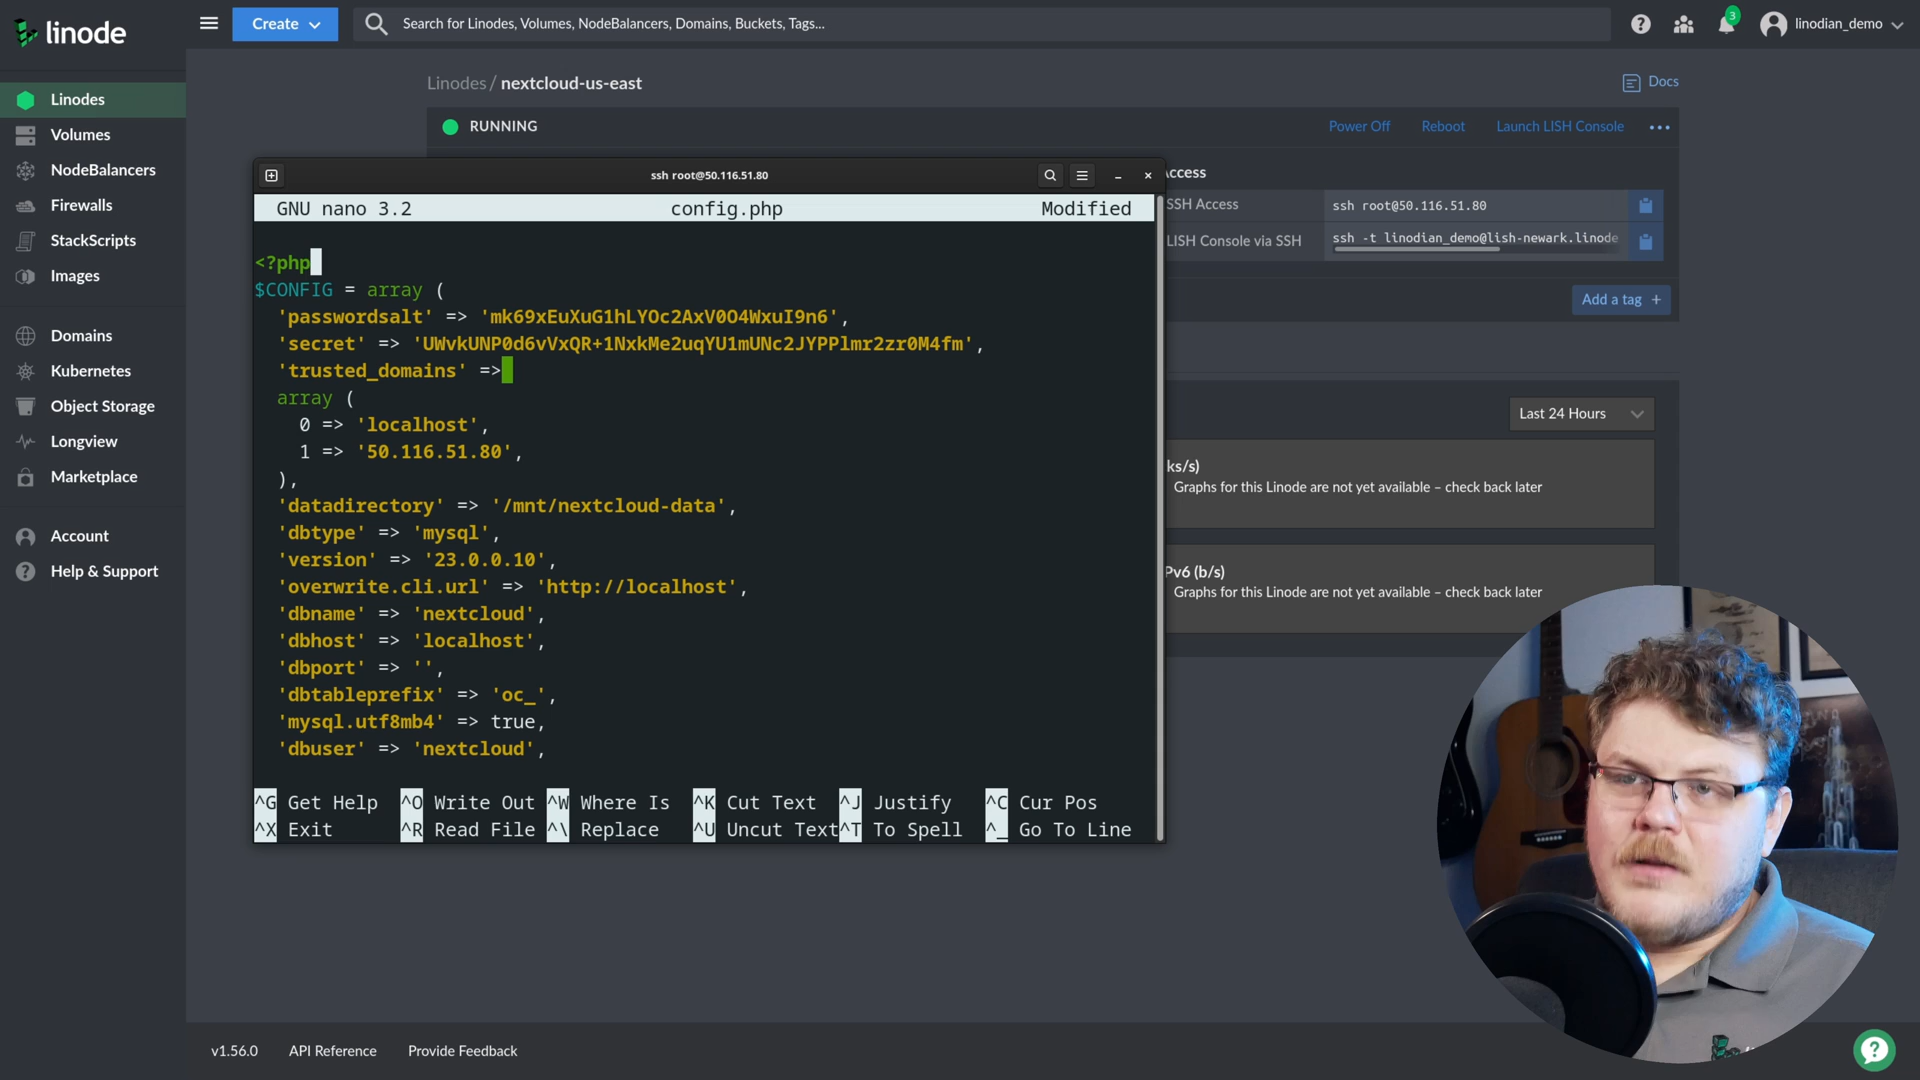 linode
Create
Search for Linodes, Volumes, NodeBalancers, Domains, Buckets, Tags...
3
linodian_demo
Linodes
Volumes
NodeBalancers
Firewalls
StackScripts
Images
Domains
Kubernetes
Object Storage
Longview
Marketplace
Account
Help & Support
Linodes / nextcloud-us-east
Docs
RUNNING
Power Off
Reboot
Launch LISH Console
Access
SSH Access
ssh root@50.116.51.80
LISH Console via SSH
ssh -t linodian_demo@lish-newark.linode
Add a tag +
Last 24 Hours
ks/s)
Graphs for this Linode are not yet available – check back later
Pv6 (b/s)
Graphs for this Linode are not yet available – check back later
ssh root@50.116.51.80
GNU nano 3.2 config.php Modified
<?php
$CONFIG = array (
'passwordsalt' => 'mk69xEuXuG1hLYOc2AxV0O4WxuI9n6',
'secret' => 'UWvkUNP0d6vVxQR+1NxkMe2uqYU1mUNc2JYPPlmr2zr0M4fm',
'trusted_domains' =>
array (
0 => 'localhost',
1 => '50.116.51.80',
),
'datadirectory' => '/mnt/nextcloud-data',
'dbtype' => 'mysql',
'version' => '23.0.0.10',
'overwrite.cli.url' => 'http://localhost',
'dbname' => 'nextcloud',
'dbhost' => 'localhost',
'dbport' => '',
'dbtableprefix' => 'oc_',
'mysql.utf8mb4' => true,
'dbuser' => 'nextcloud',
^G Get Help ^O Write Out ^W Where Is ^K Cut Text ^J Justify ^C Cur Pos
^X Exit ^R Read File ^\ Replace ^U Uncut Text ^T To Spell ^_ Go To Line
v1.56.0
API Reference
Provide Feedback